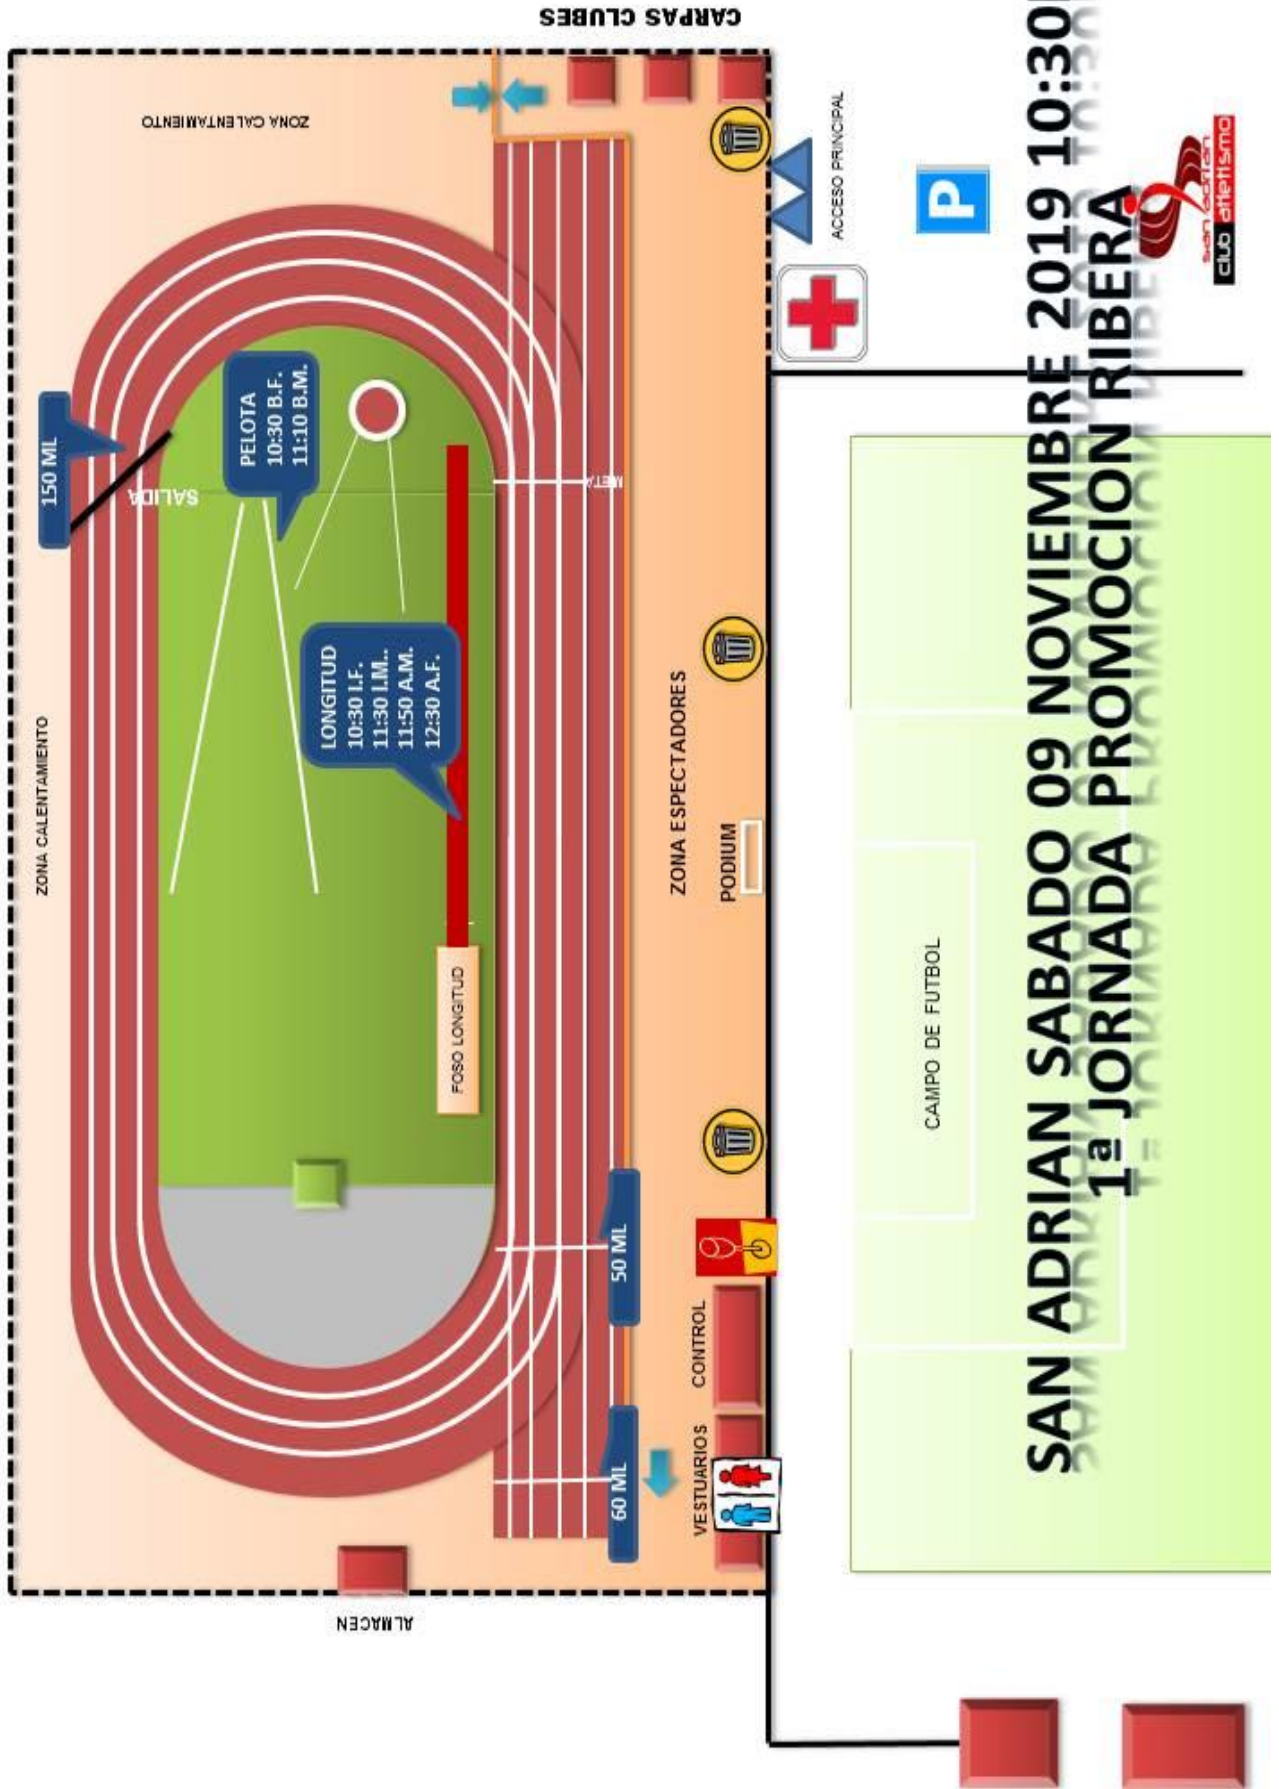 ALMACEN
ZONA CALENTAMIENTO
150 ML
SALIDA
ZONA CALENTAMIENTO
PELOTA
10:30 B.F.
11:10 B.M.
LONGITUD
10:30 I.F.
11:30 I.M..
11:50 A.M.
12:30 A.F.
FOSO LONGITUD
META
60 ML
50 ML
ZONA ESPECTADORES
CARPAS CLUBES
VESTUARIOS
CONTROL
PODIUM
ACCESO PRINCIPAL
P
CAMPO DE FUTBOL
SAN ADRIAN SABADO 09 NOVIEMBRE 2019 10:30
1ª JORNADA PROMOCION RIBERA
san adrian
club atletismo